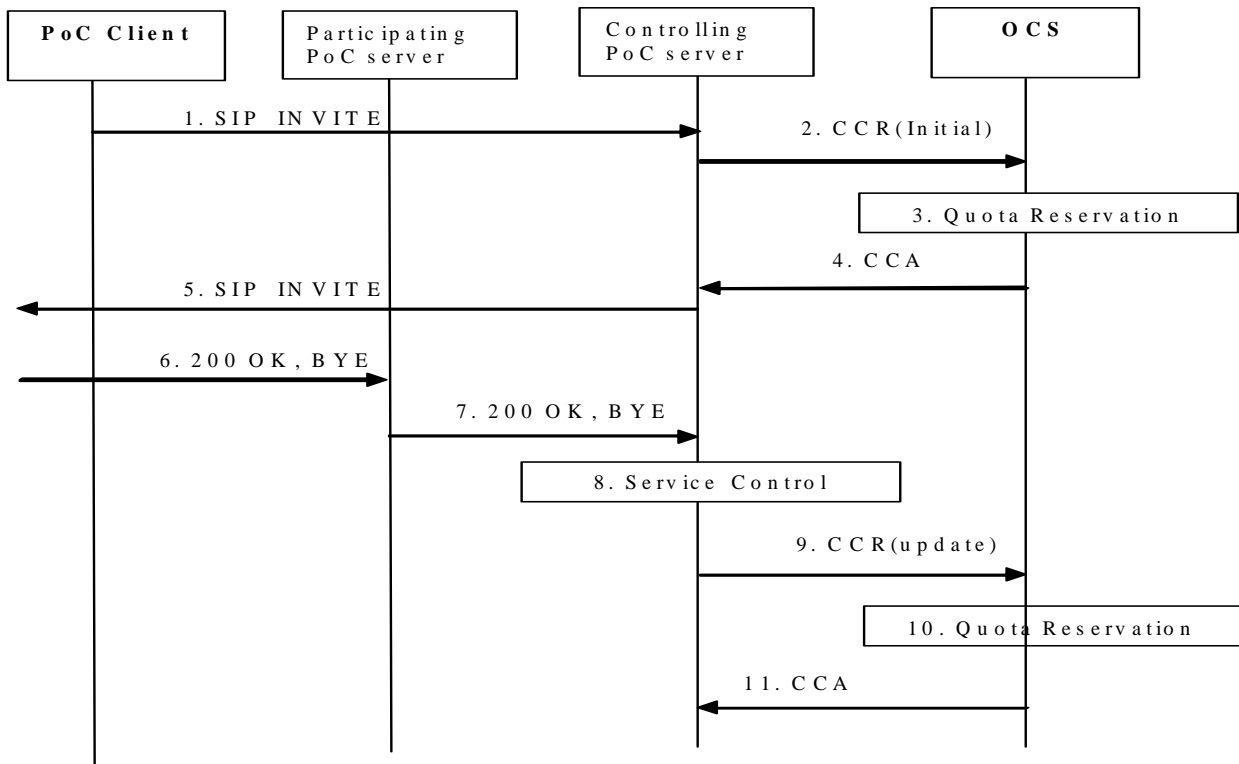 PoC Client
Participating
PoC server
Controlling
PoC server
OCS
1. SIP INVITE
2. CCR(Initial)
3. Quota Reservation
4. CCA
5. SIP INVITE
6. 200 OK, BYE
7. 200 OK, BYE
8. Service Control
9. CCR(update)
10. Quota Reservation
11. CCA